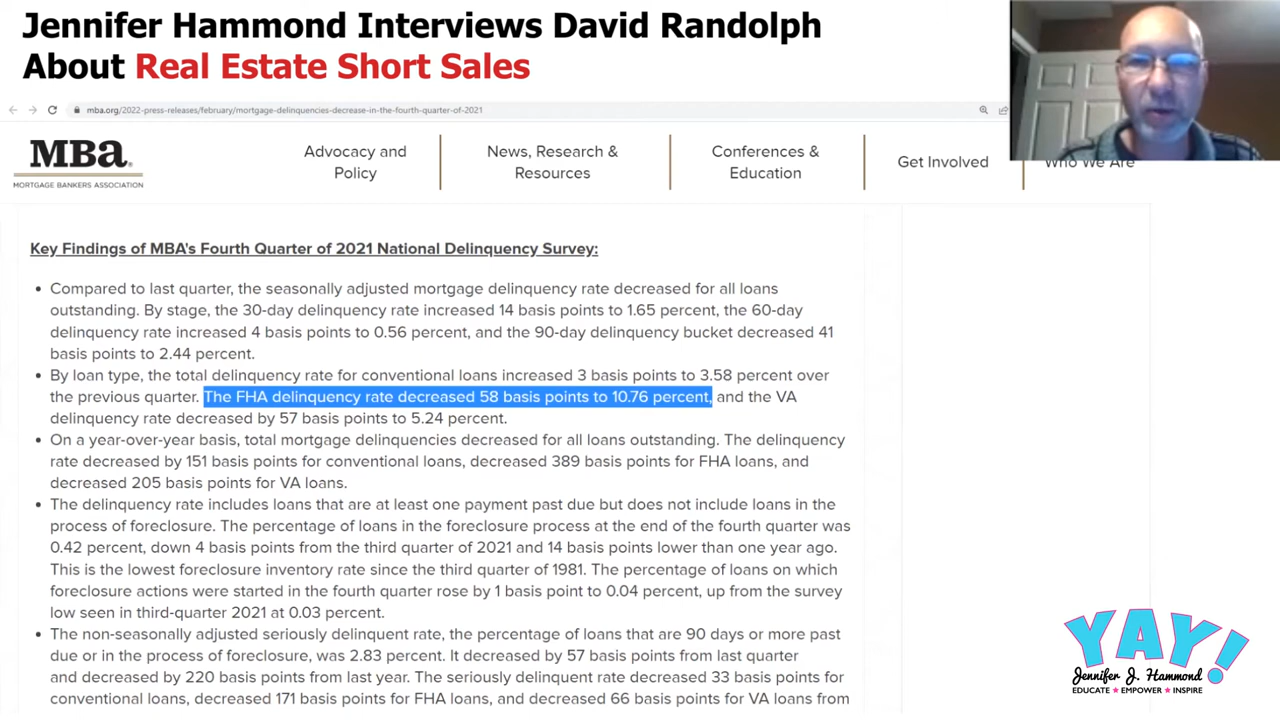 Jennifer Hammond Interviews David Randolph
About Real Estate Short Sales
mba.org/2022-press-releases/february/mortgage-delinquencies-decrease-in-the-fourth-quarter-of-2021
MBA
MORTGAGE BANKERS ASSOCIATION
Advocacy and
Policy
News, Research &
Resources
Conferences &
Education
Get Involved
Who We Are
Key Findings of MBA's Fourth Quarter of 2021 National Delinquency Survey:
• Compared to last quarter, the seasonally adjusted mortgage delinquency rate decreased for all loans
outstanding. By stage, the 30-day delinquency rate increased 14 basis points to 1.65 percent, the 60-day
delinquency rate increased 4 basis points to 0.56 percent, and the 90-day delinquency bucket decreased 41
basis points to 2.44 percent.
• By loan type, the total delinquency rate for conventional loans increased 3 basis points to 3.58 percent over
the previous quarter. The FHA delinquency rate decreased 58 basis points to 10.76 percent, and the VA
delinquency rate decreased by 57 basis points to 5.24 percent.
• On a year-over-year basis, total mortgage delinquencies decreased for all loans outstanding. The delinquency
rate decreased by 151 basis points for conventional loans, decreased 389 basis points for FHA loans, and
decreased 205 basis points for VA loans.
• The delinquency rate includes loans that are at least one payment past due but does not include loans in the
process of foreclosure. The percentage of loans in the foreclosure process at the end of the fourth quarter was
0.42 percent, down 4 basis points from the third quarter of 2021 and 14 basis points lower than one year ago.
This is the lowest foreclosure inventory rate since the third quarter of 1981. The percentage of loans on which
foreclosure actions were started in the fourth quarter rose by 1 basis point to 0.04 percent, up from the survey
low seen in third-quarter 2021 at 0.03 percent.
• The non-seasonally adjusted seriously delinquent rate, the percentage of loans that are 90 days or more past
due or in the process of foreclosure, was 2.83 percent. It decreased by 57 basis points from last quarter
and decreased by 220 basis points from last year. The seriously delinquent rate decreased 33 basis points for
conventional loans, decreased 171 basis points for FHA loans, and decreased 66 basis points for VA loans from
YAY!
Jennifer J. Hammond
EDUCATE ★ EMPOWER ★ INSPIRE